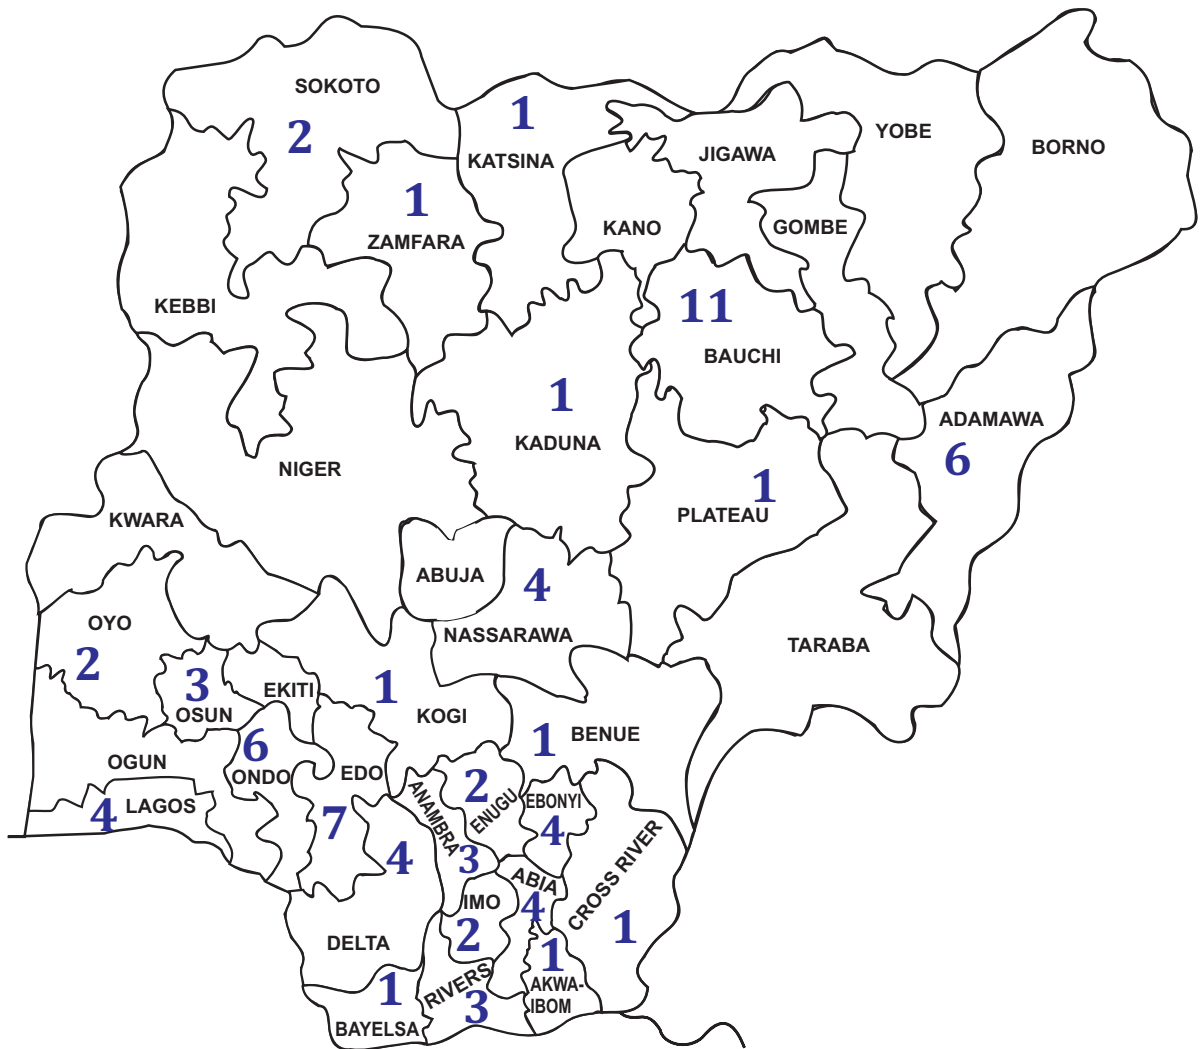 SOKOTO
2
1
KATSINA
YOBE
BORNO
JIGAWA
1
ZAMFARA
KANO
GOMBE
KEBBI
11
BAUCHI
1
KADUNA
ADAMAWA
6
NIGER
1
PLATEAU
KWARA
ABUJA
4
NASSARAWA
OYO
2
TARABA
3
OSUN
EKITI
1
KOGI
6
ONDO
1
BENUE
OGUN
EDO
7
4
LAGOS
ANAMBRA
3
2
ENUGU
EBONYI
4
4
DELTA
ABIA
4
CROSS RIVER
1
IMO
2
1
AKWA-
IBOM
1
BAYELSA
RIVERS
3